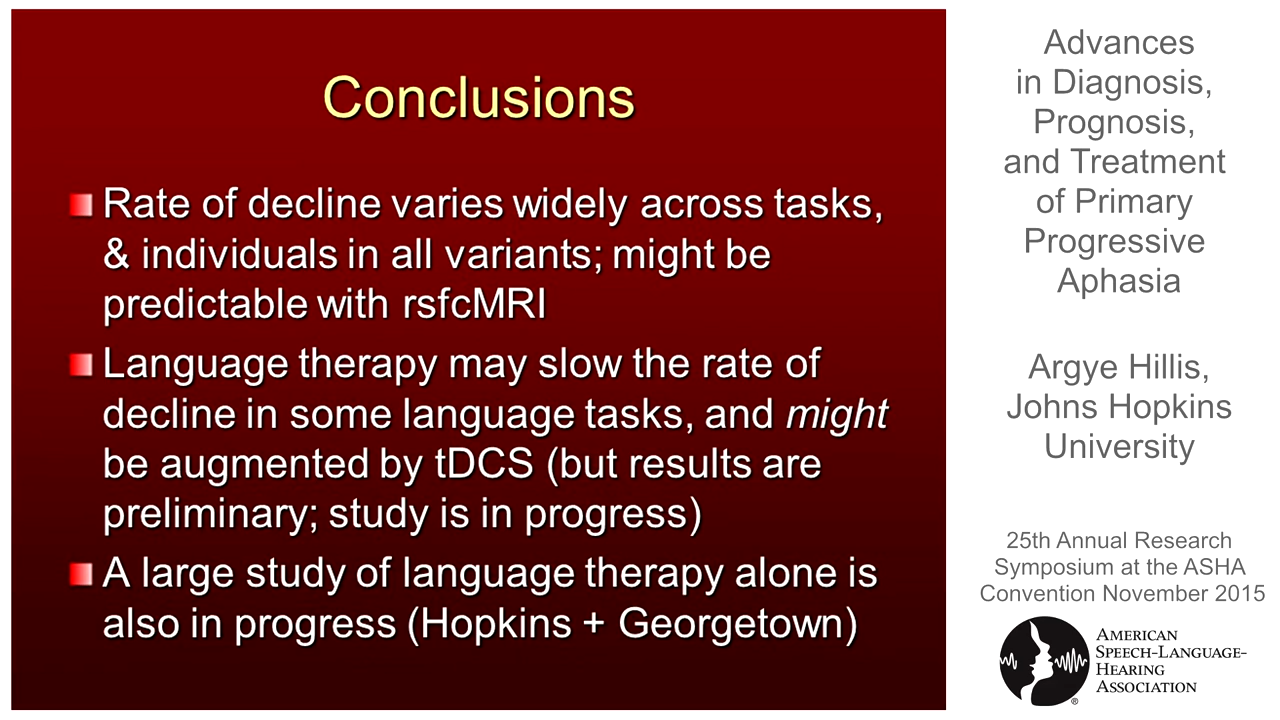 Conclusions
Rate of decline varies widely across tasks,
& individuals in all variants; might be
predictable with rsfcMRI
Language therapy may slow the rate of
decline in some language tasks, and might
be augmented by tDCS (but results are
preliminary; study is in progress)
A large study of language therapy alone is
also in progress (Hopkins + Georgetown)
Advances
in Diagnosis,
Prognosis,
and Treatment
of Primary
Progressive
Aphasia
Argye Hillis,
Johns Hopkins
University
25th Annual Research
Symposium at the ASHA
Convention November 2015
AMERICAN
SPEECH-LANGUAGE-
HEARING
ASSOCIATION
®